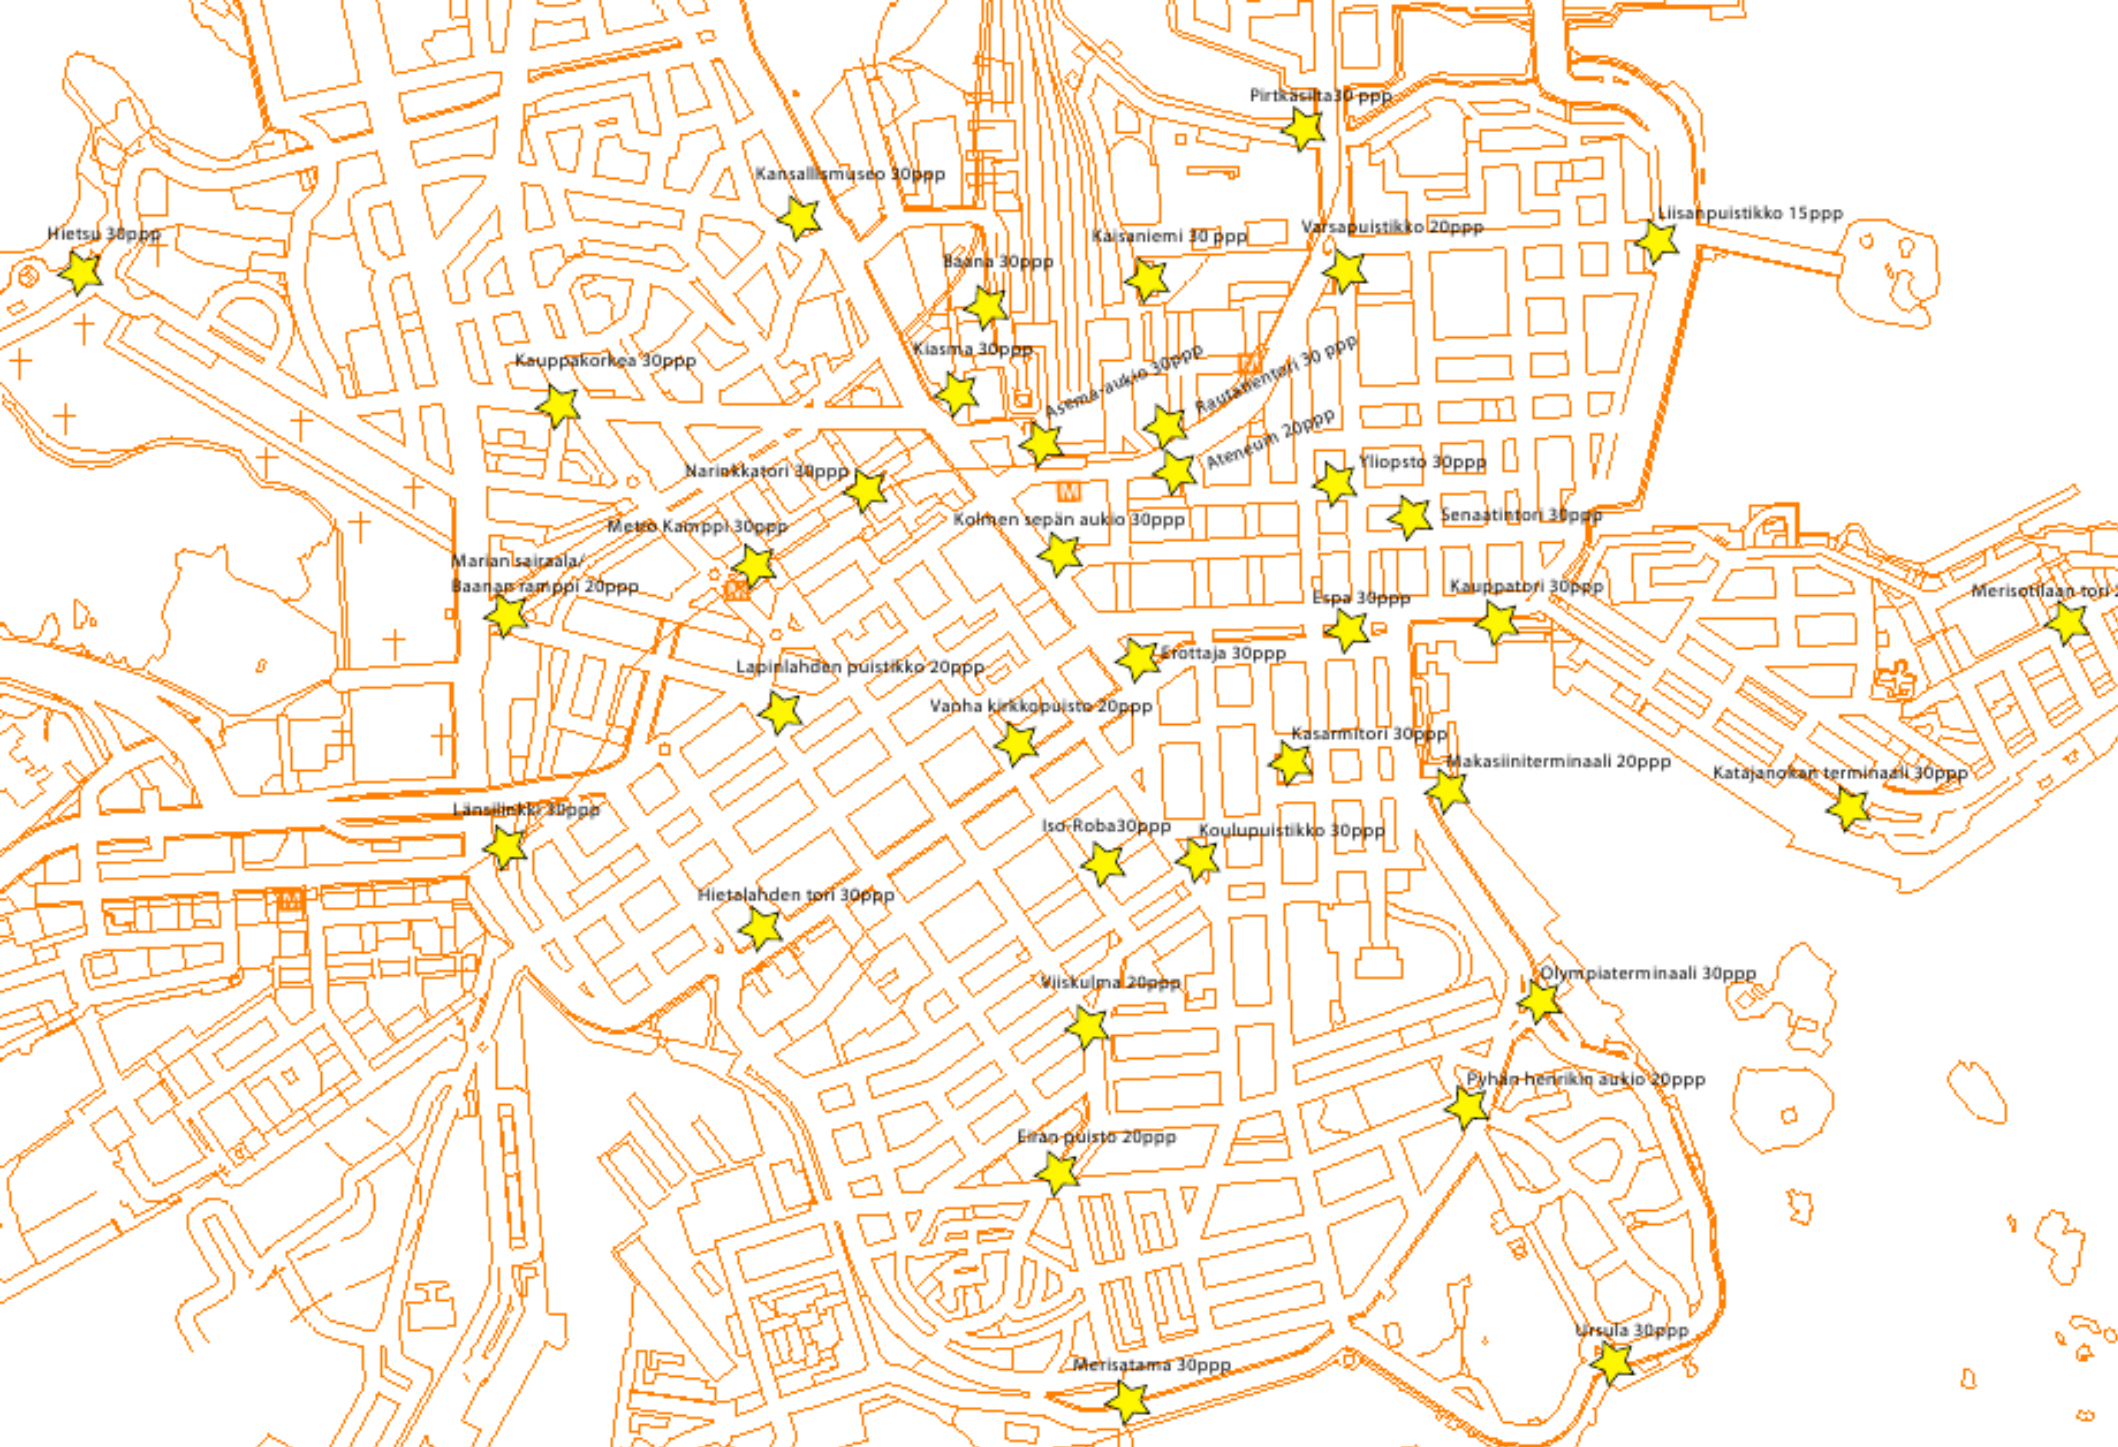 Pirtkäsilta30 ppp
Kansallismuseo 30ppp
Liisanpuistikko 15ppp
Hietsu 30ppp
Kaisaniemi 30 ppp
Varsapuistikko 20ppp
Baana 30ppp
Kiasma 30ppp
Kauppakorkea 30ppp
Asema-aukio 30ppp
Rautatientori 30 ppp
Ateneum 20ppp
Narinkkatori 30ppp
Yliopsto 30ppp
M
Kolmen sepän aukio 30ppp
Senaatintori 30ppp
Metro Kamppi 30ppp
Marian sairaala/
Baanan ramppi 20ppp
Espa 30ppp
Kauppatori 30ppp
Merisotilaan tori
Erottaja 30ppp
Lapinlahden puistikko 20ppp
Vanha kirkkopuisto 20ppp
Kasarmitori 30ppp
Makasiiniterminaali 20ppp
Katajanokan terminaali 30ppp
Länsilinkki 30ppp
Iso-Roba30ppp
Koulupuistikko 30ppp
M
Hietalahden tori 30ppp
Viiskulma 20ppp
Olympiaterminaali 30ppp
Pyhän henrikin aukio 20ppp
Eiran puisto 20ppp
Ursula 30ppp
Merisatama 30ppp